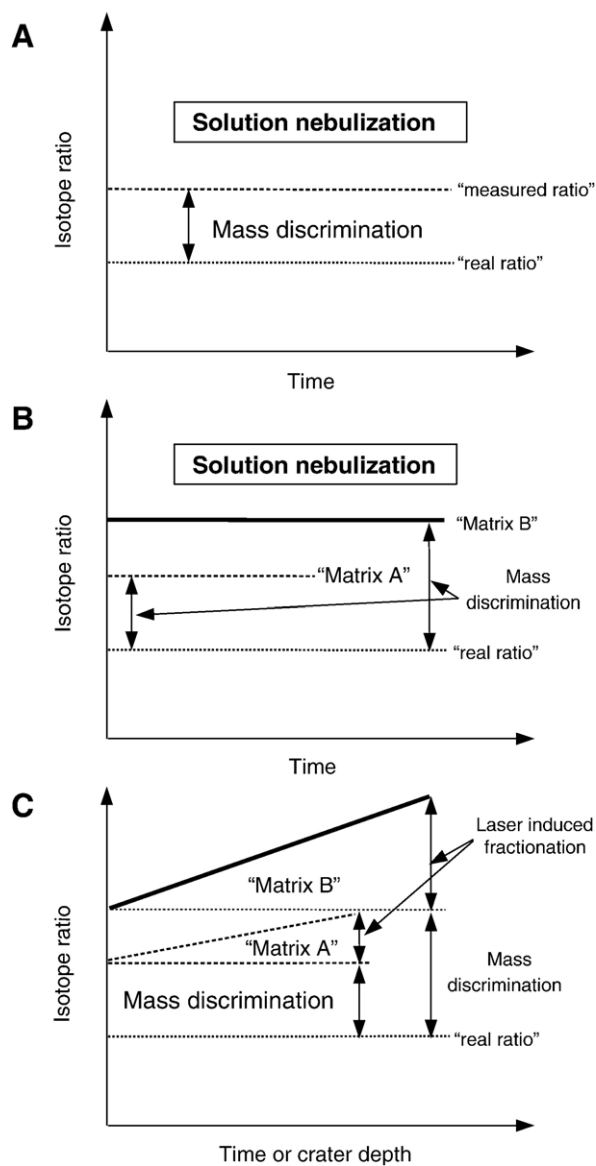 A
Isotope ratio
Solution nebulization
"measured ratio"
Mass discrimination
"real ratio"
Time
B
Isotope ratio
Solution nebulization
"Matrix B"
"Matrix A"
Mass
discrimination
"real ratio"
Time
C
Isotope ratio
Laser induced
fractionation
"Matrix B"
"Matrix A"
Mass
discrimination
Mass discrimination
"real ratio"
Time or crater depth